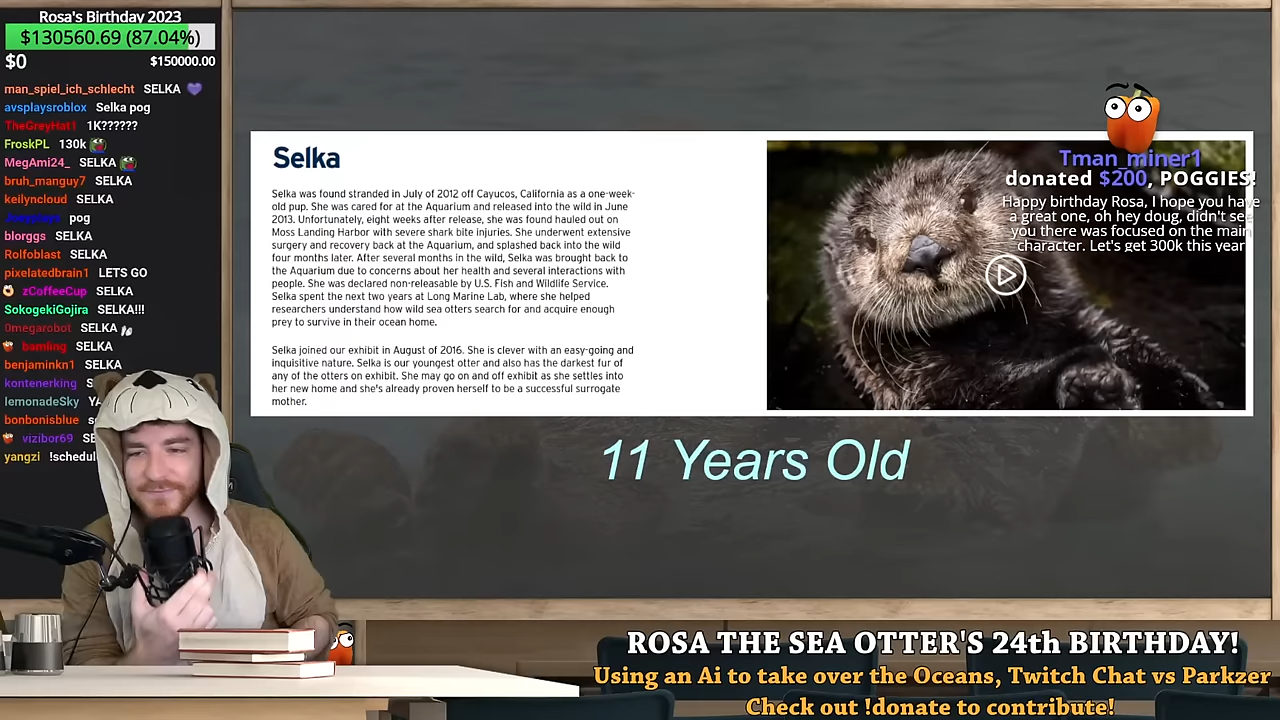 Rosa's Birthday 2023
$130560.69 (87.04%)
$0
$150000.00
man_spiel_ich_schlecht SELKA
avsplaysroblox Selka pog
TheGreyHat1 1K??????
FroskPL 130k
MegAmi24_ SELKA
bruh_manguy7 SELKA
keilyncloud SELKA
pog
blorggs SELKA
Rolfoblast SELKA
pixelatedbrain1 LETS GO
zCoffeeCup SELKA
SokogekiGojira SELKA!!!
0megarobot SELKA
bamling SELKA
benjaminkn1 SELKA
kontenerking S
lemonadeSky YA
bonbonisblue
vizibor69 SE
yangzi !schedul
Selka
Selka was found stranded in July of 2012 off Cayucos, California as a one-week-
old pup. She was cared for at the Aquarium and released into the wild in June
2013. Unfortunately, eight weeks after release, she was found hauled out on
Moss Landing Harbor with severe shark bite injuries. She underwent extensive
surgery and recovery back at the Aquarium, and splashed back into the wild
four months later. After several months in the wild, Selka was brought back to
the Aquarium due to concerns about her health and several interactions with
people. She was declared non-releasable by U.S. Fish and Wildlife Service.
Selka spent the next two years at Long Marine Lab, where she helped
researchers understand how wild sea otters search for and acquire enough
prey to survive in their ocean home.
Selka joined our exhibit in August of 2016. She is clever with an easy-going and
inquisitive nature. Selka is our youngest otter and also has the darkest fur of
any of the otters on exhibit. She may go on and off exhibit as she settles into
her new home and she's already proven herself to be a successful surrogate
mother.
Tman_miner1
donated $200, POGGIES!
Happy birthday Rosa, I hope you have
a great one, oh hey doug, didn't see
you there was focused on the main
character. Let's get 300k this year
11 Years Old
ROSA THE SEA OTTER'S 24th BIRTHDAY!
Using an Ai to take over the Oceans, Twitch Chat vs Parkzer
Check out !donate to contribute!